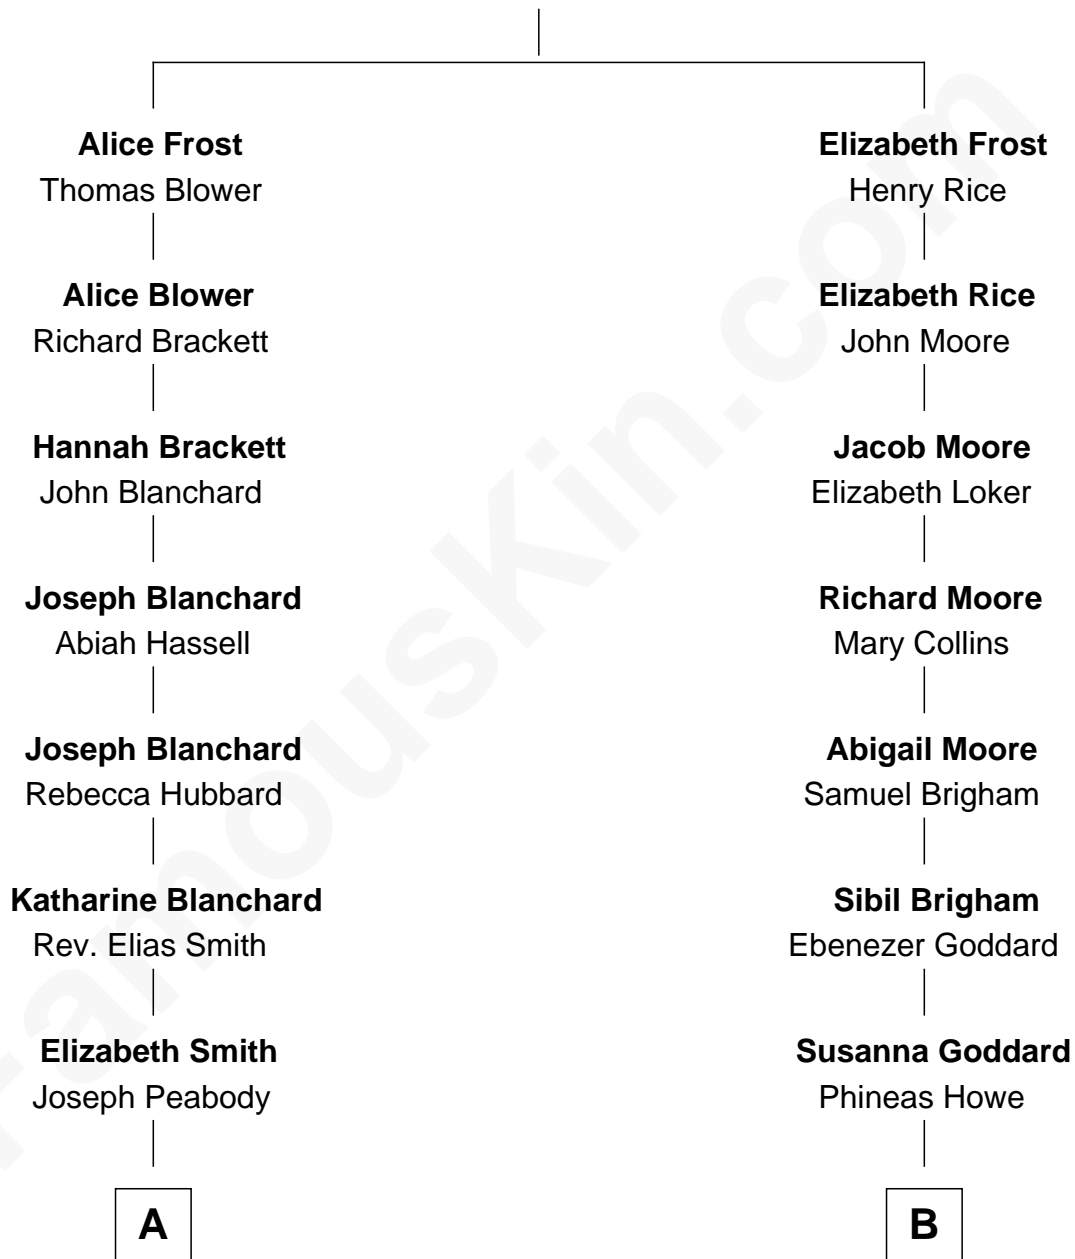 Alice Frost
Thomas Blower
Alice Blower
Richard Brackett
Hannah Brackett
John Blanchard
Joseph Blanchard
Abiah Hassell
Joseph Blanchard
Rebecca Hubbard
Katharine Blanchard
Rev. Elias Smith
Elizabeth Smith
Joseph Peabody
A
Elizabeth Frost
Henry Rice
Elizabeth Rice
John Moore
Jacob Moore
Elizabeth Loker
Richard Moore
Mary Collins
Abigail Moore
Samuel Brigham
Sibil Brigham
Ebenezer Goddard
Susanna Goddard
Phineas Howe
B
FamousKin.com